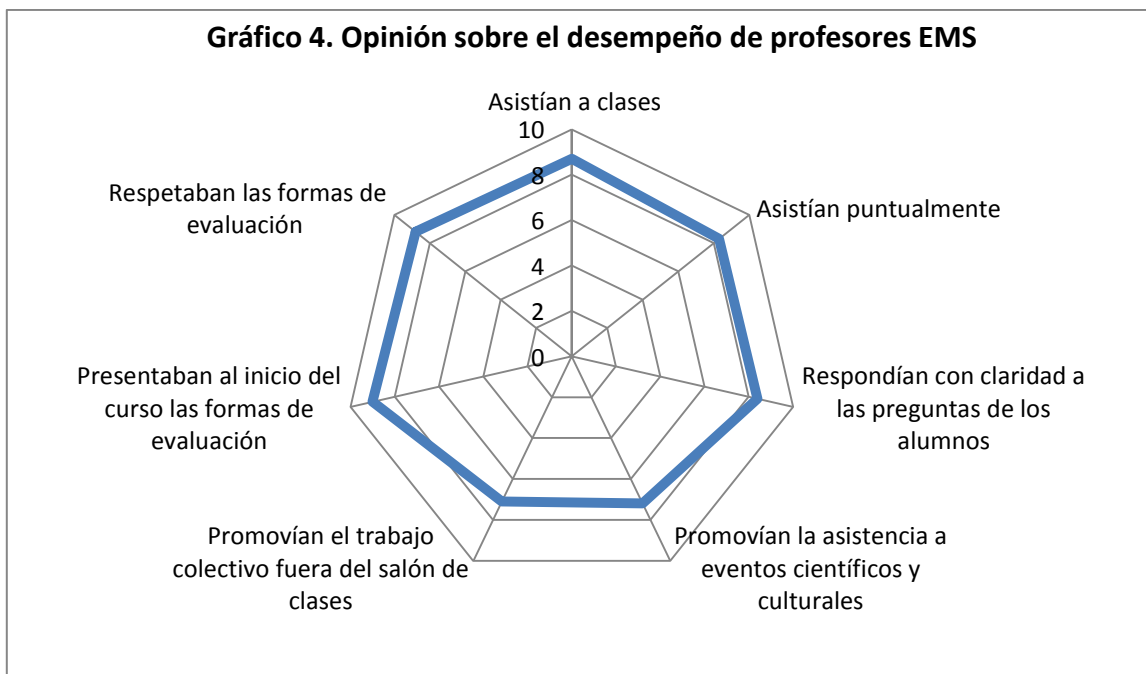 Gráfico 4. Opinión sobre el desempeño de profesores EMS
Asistían a clases
10
8
6
4
2
0
Asistían puntualmente
Respondían con claridad a
las preguntas de los
alumnos
Promovían la asistencia a
eventos científicos y
culturales
Promovían el trabajo
colectivo fuera del salón de
clases
Presentaban al inicio del
curso las formas de
evaluación
Respetaban las formas de
evaluación